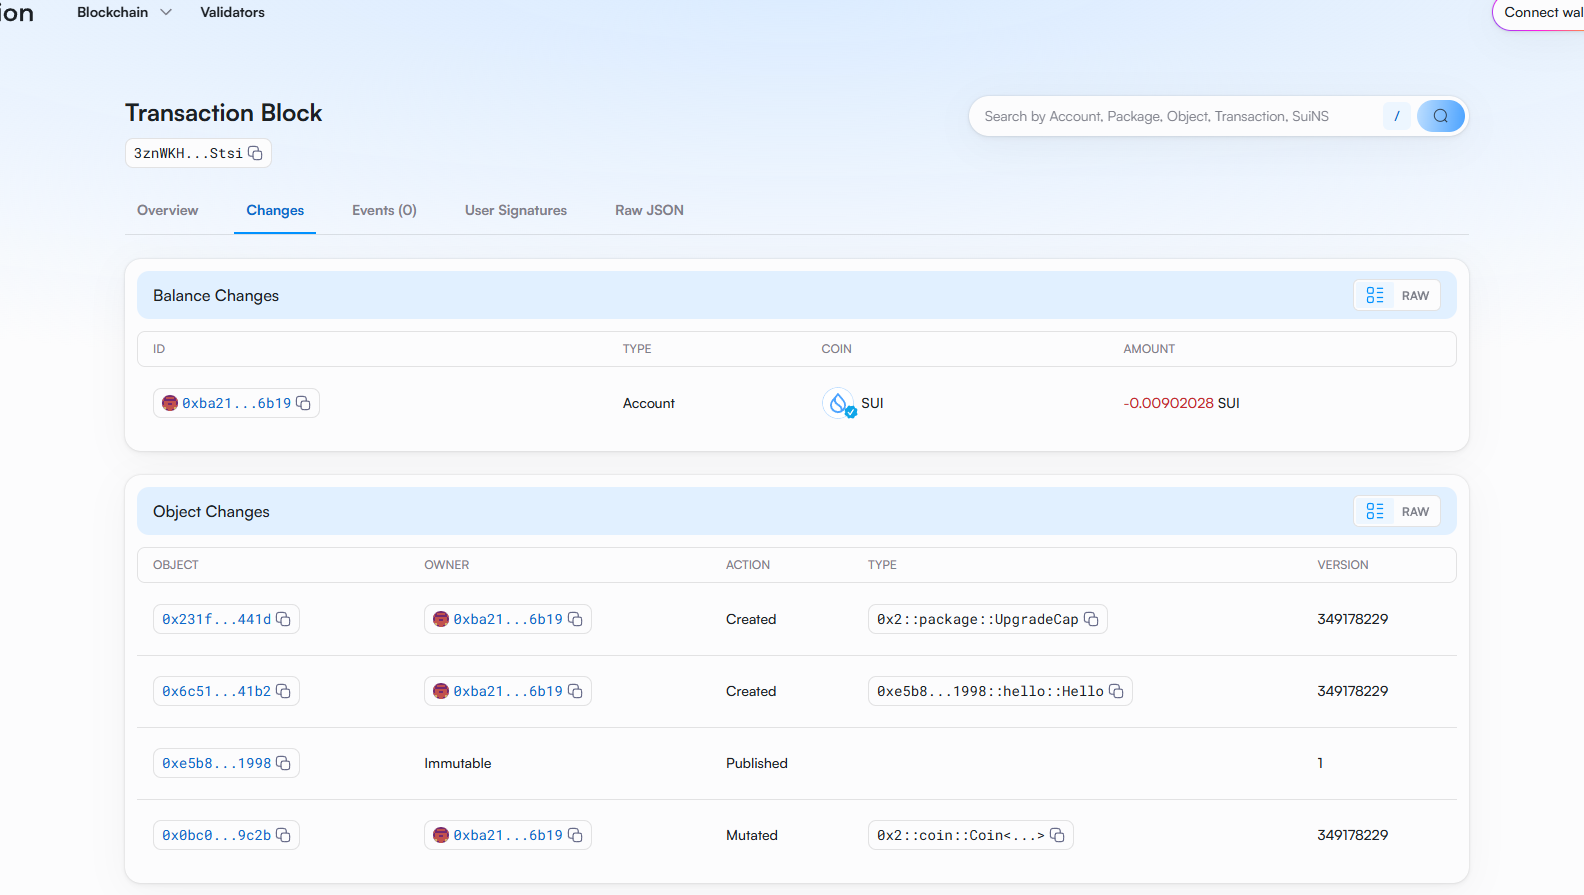 ion Blockchain Validators Connect wal
Transaction Block
Search by Account, Package, Object, Transaction, SuiNS /
3znWKH...Stsi
Overview Changes Events (0) User Signatures Raw JSON
Balance Changes RAW
ID TYPE COIN AMOUNT
0xba21...6b19 Account SUI -0.00902028 SUI
Object Changes RAW
OBJECT OWNER ACTION TYPE VERSION
0x231f...441d 0xba21...6b19 Created 0x2::package::UpgradeCap 349178229
0x6c51...41b2 0xba21...6b19 Created 0xe5b8...1998::hello::Hello 349178229
0xe5b8...1998 Immutable Published 1
0x0bc0...9c2b 0xba21...6b19 Mutated 0x2::coin::Coin<...> 349178229